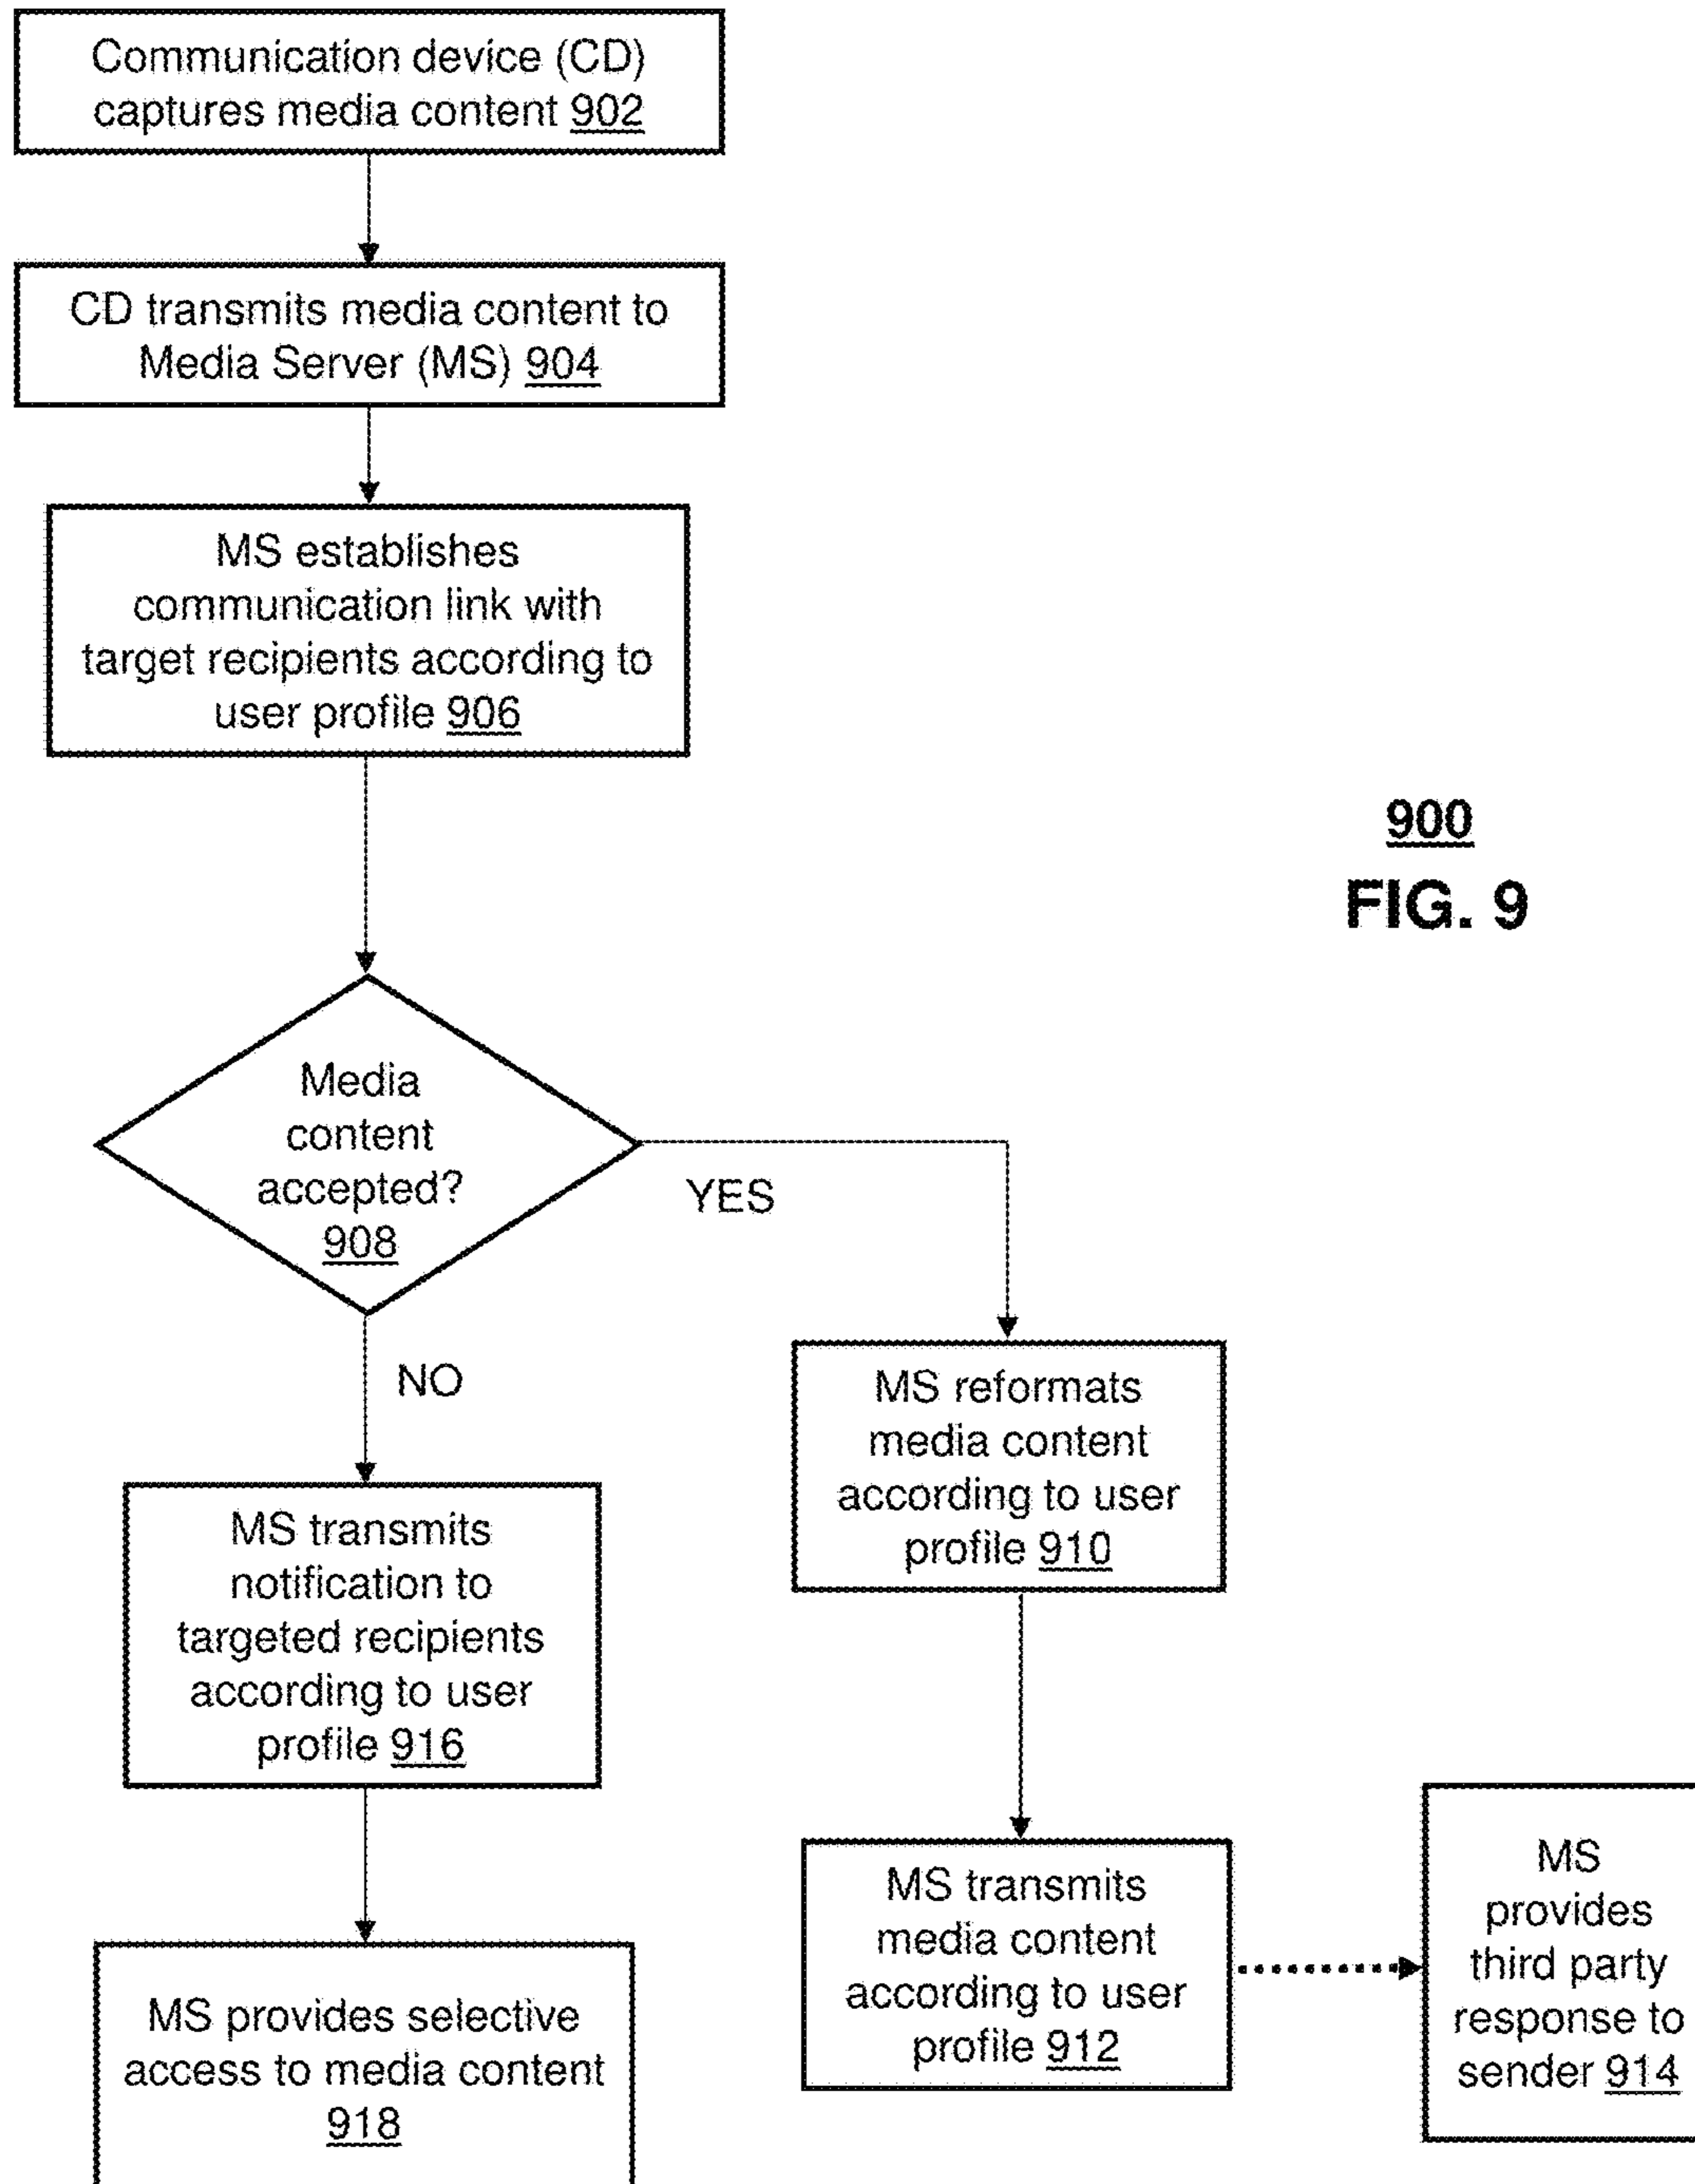 Communication device (CD)
captures media content 902
CD transmits media content to
Media Server (MS) 904
MS establishes
communication link with
target recipients according to
user profile 906
900
FIG. 9
Media
content
accepted?
908
YES
NO
MS reformats
media content
according to user
profile 910
MS transmits
notification to
targeted recipients
according to user
profile 916
MS transmits
media content
according to user
profile 912
MS
provides
third party
response to
sender 914
MS provides selective
access to media content
918